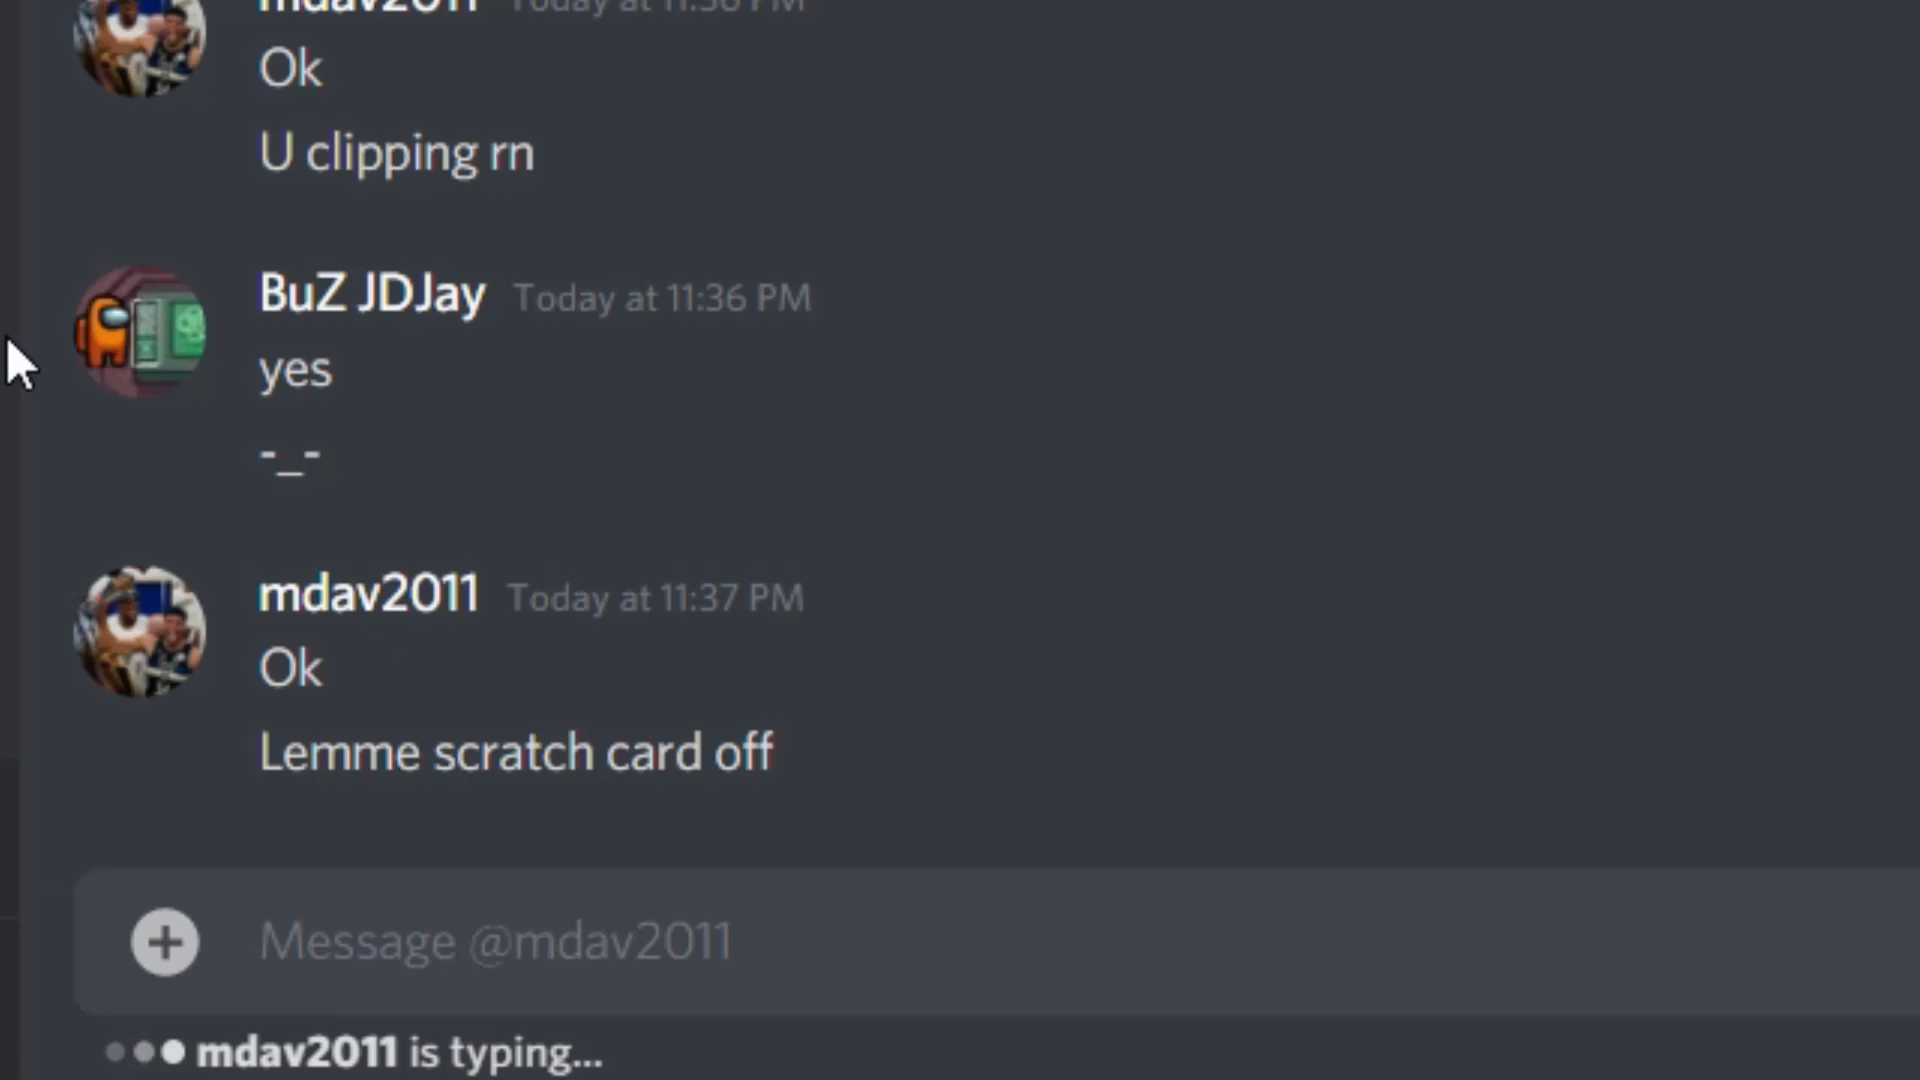 mdav2011 Today at 11:36 PM
Ok
U clipping rn
BuZ JDJay Today at 11:36 PM
yes
-_-
mdav2011 Today at 11:37 PM
Ok
Lemme scratch card off
Message @mdav2011
mdav2011 is typing...